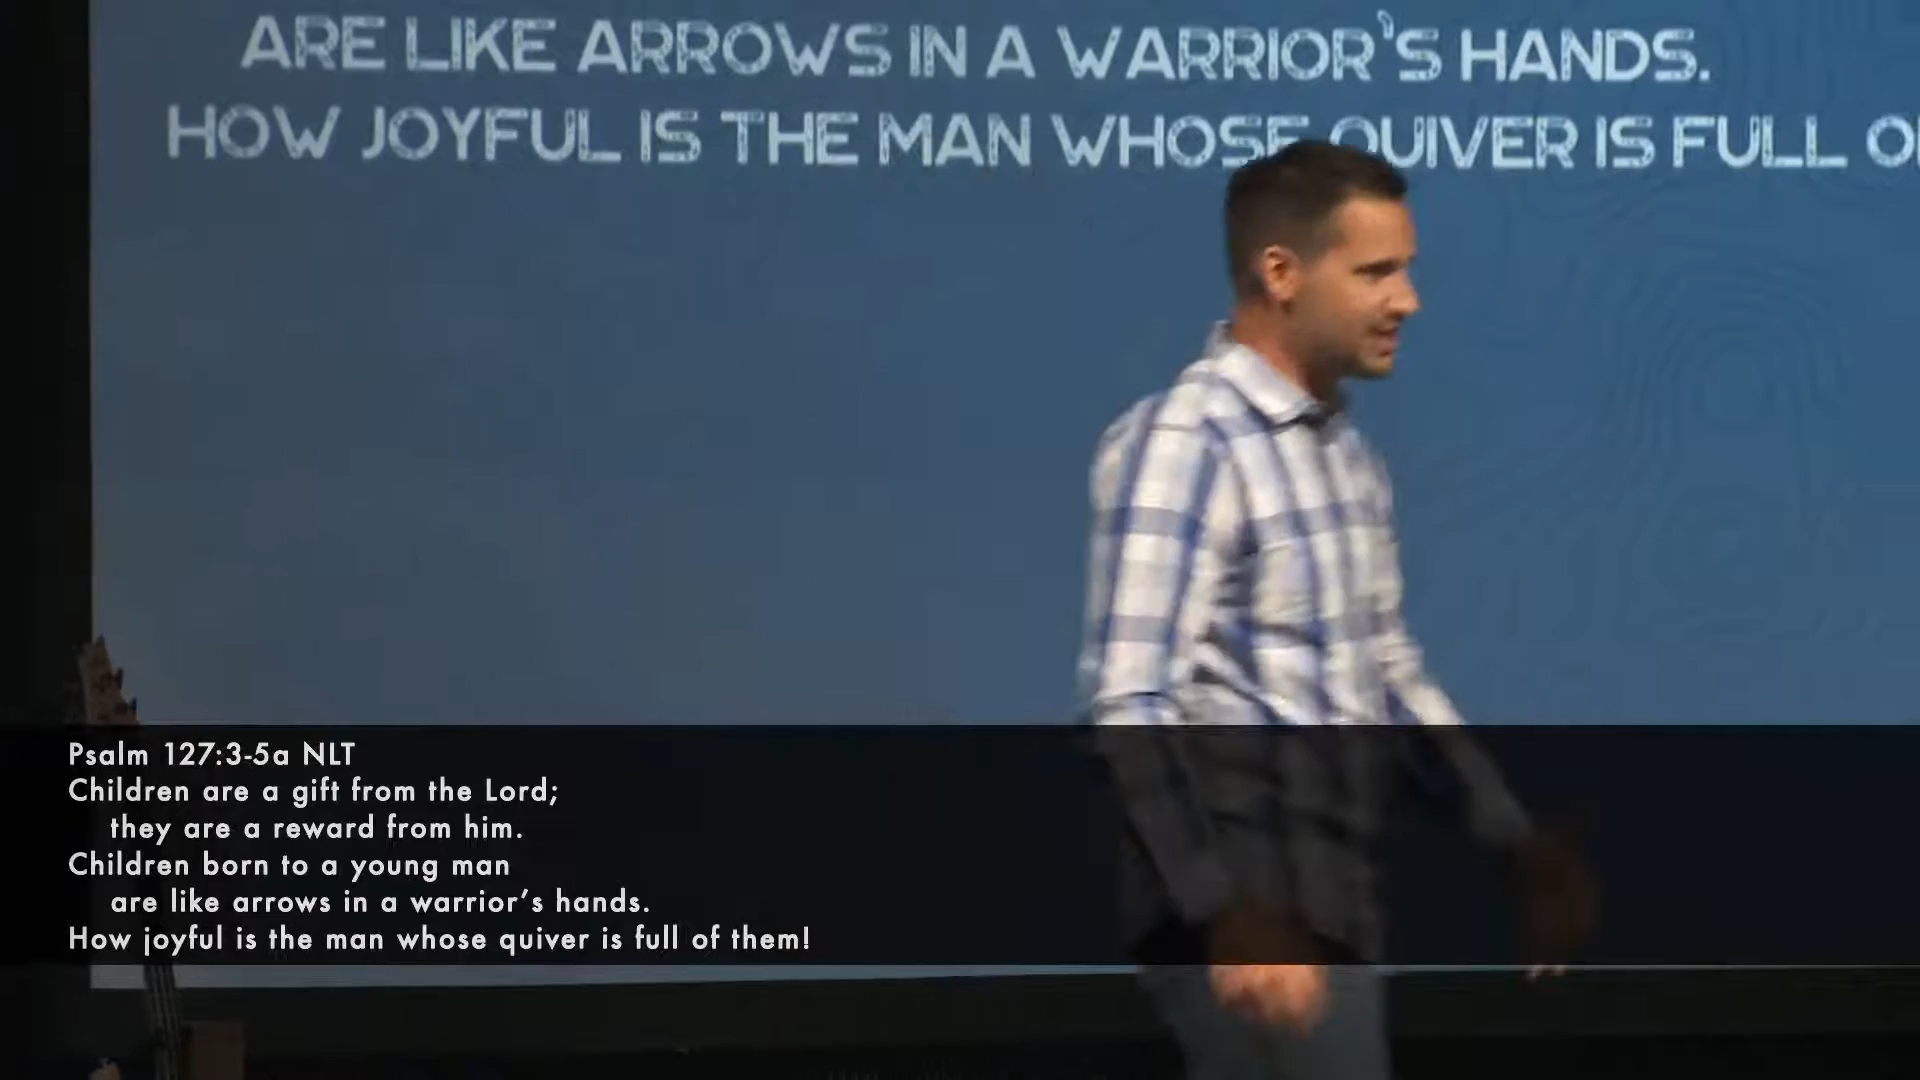 ARE LIKE ARROWS IN A WARRIOR'S HANDS.
HOW JOYFUL IS THE MAN WHOSE QUIVER IS FULL
Psalm 127:3-5a NLT
Children are a gift from the Lord;
they are a reward from him.
Children born to a young man
are like arrows in a warrior's hands.
How joyful is the man whose quiver is full of them!